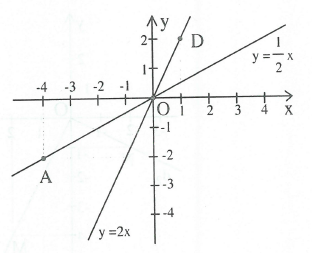 y
2
D
1
y = 1/2 x
-4 -3 -2 -1
O 1 2 3 4 x
-1
-2
A
-3
-4
y =2x